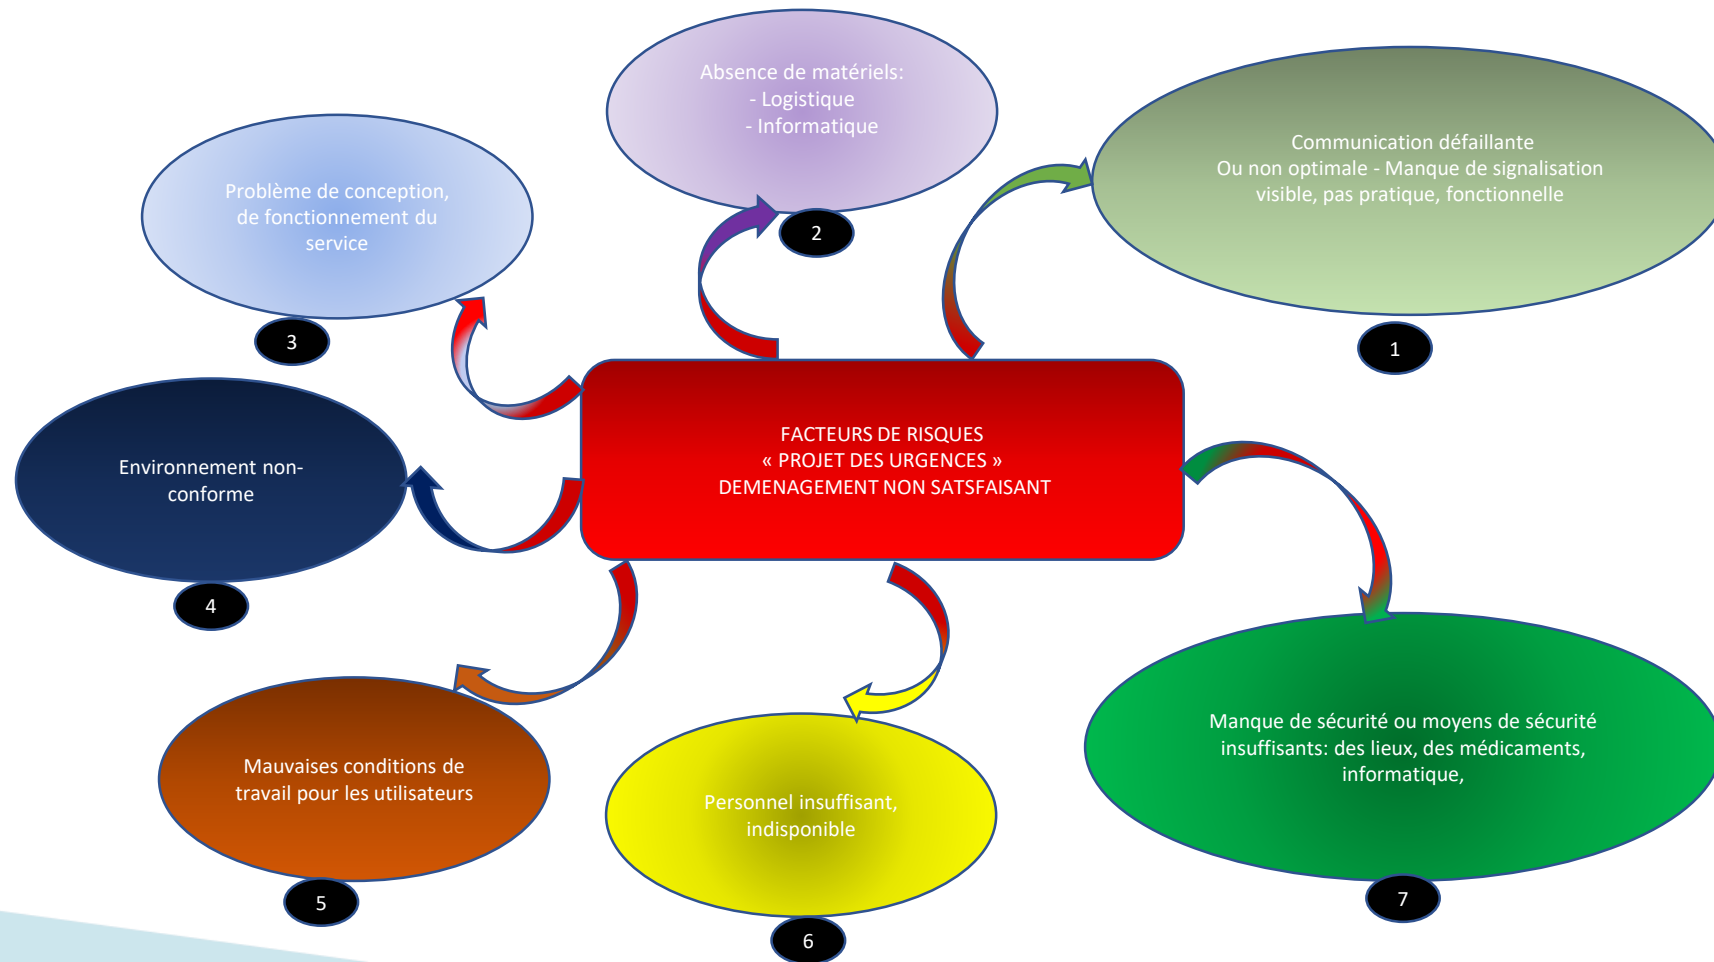 Absence de matériels:
- Logistique
- Informatique
2
Communication défaillante
Ou non optimale - Manque de signalisation
visible, pas pratique, fonctionnelle
1
Problème de conception,
de fonctionnement du
service
3
FACTEURS DE RISQUES
« PROJET DES URGENCES »
DEMENAGEMENT NON SATSFAISANT
Environnement non-
conforme
4
Mauvaises conditions de
travail pour les utilisateurs
5
Personnel insuffisant,
indisponible
6
Manque de sécurité ou moyens de sécurité
insuffisants: des lieux, des médicaments,
informatique,
7